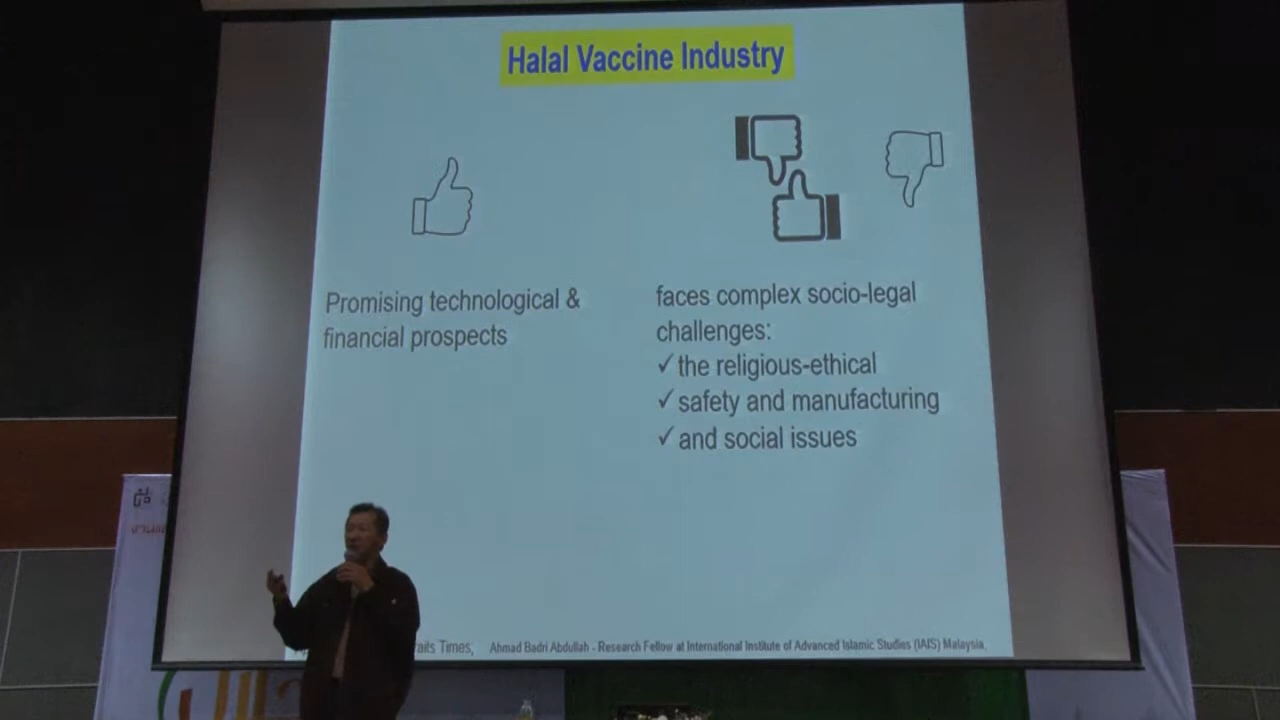 Halal Vaccine Industry
Promising technological &
financial prospects
faces complex socio-legal
challenges:
✓the religious-ethical
✓safety and manufacturing
✓and social issues
Times, Ahmad Badri Abdullah - Research Fellow at International Institute of Advanced Islamic Studies (IAIS) Malaysia,